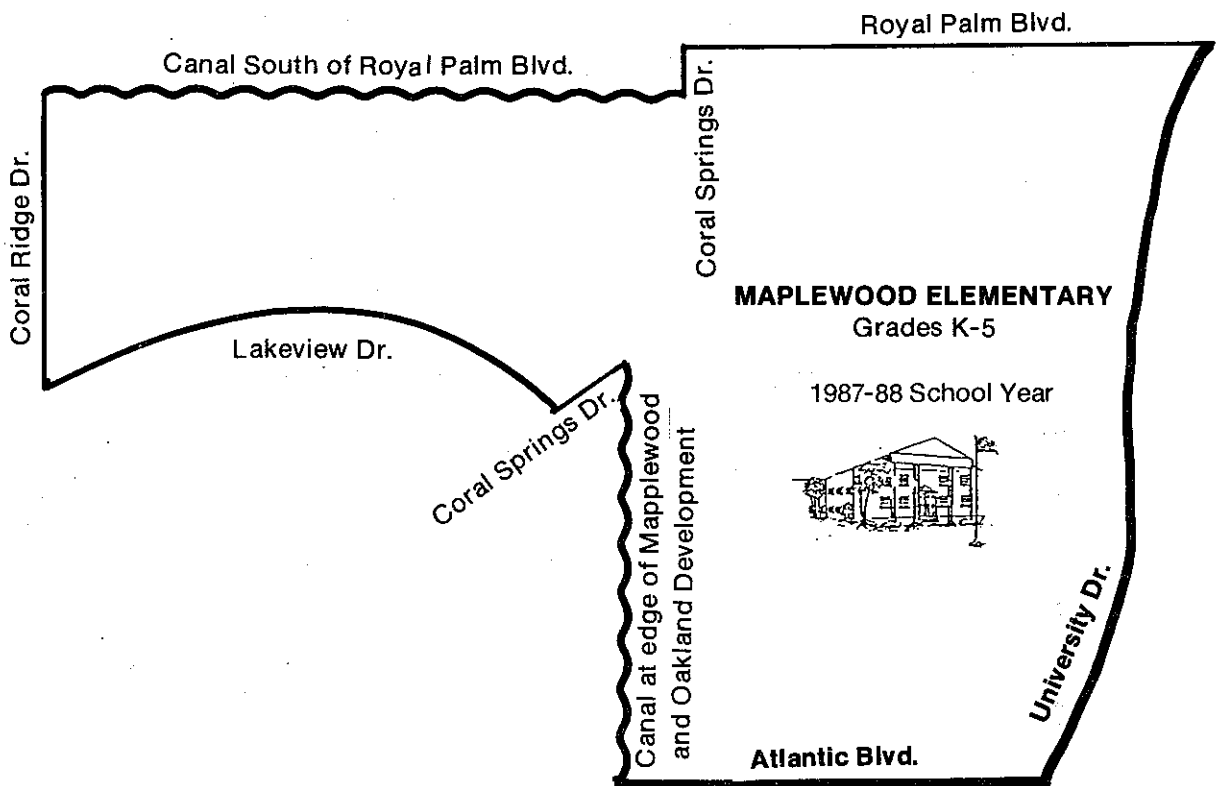 Royal Palm Blvd.
Canal South of Royal Palm Blvd.
Coral Springs Dr.
Coral Ridge Dr.
MAPLEWOOD ELEMENTARY
Grades K-5
Lakeview Dr.
1987-88 School Year
Coral Springs Dr.
Canal at edge of Mapplewood
and Oakland Development
University Dr.
Atlantic Blvd.